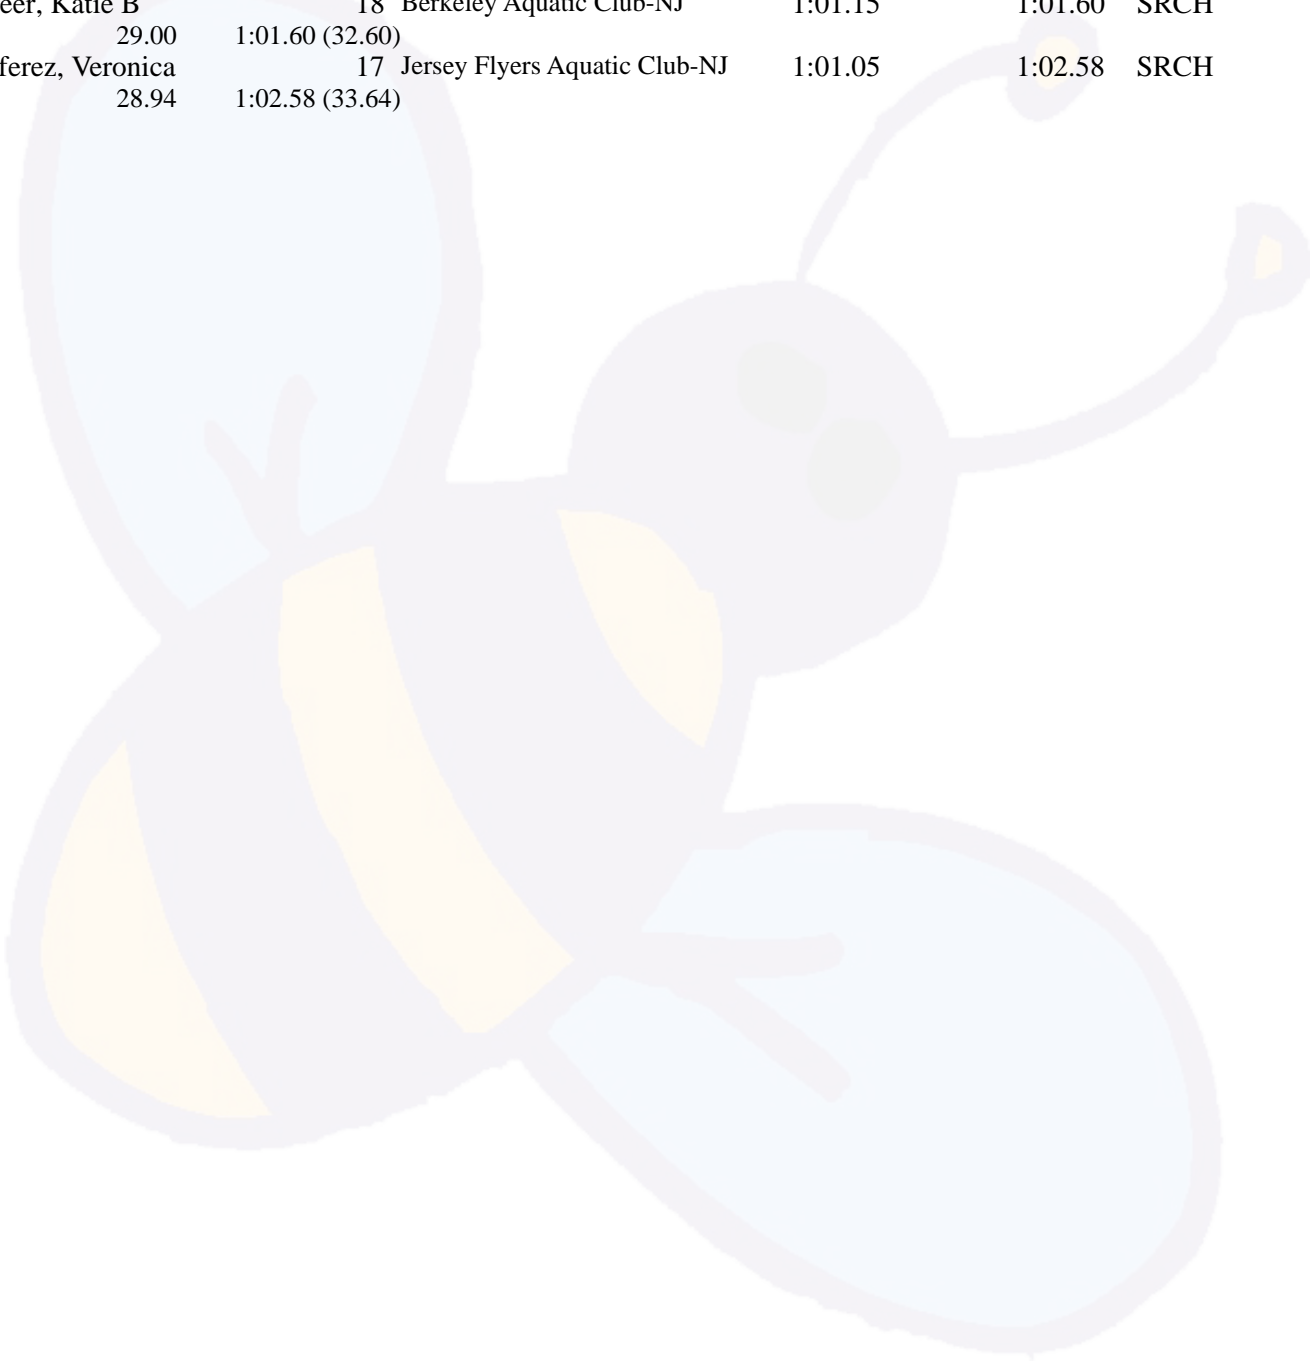 eer, Katie B 18 Berkeley Aquatic Club-NJ 1:01.15 1:01.60 SRCH
29.00 1:01.60 (32.60)
ferez, Veronica 17 Jersey Flyers Aquatic Club-NJ 1:01.05 1:02.58 SRCH
28.94 1:02.58 (33.64)